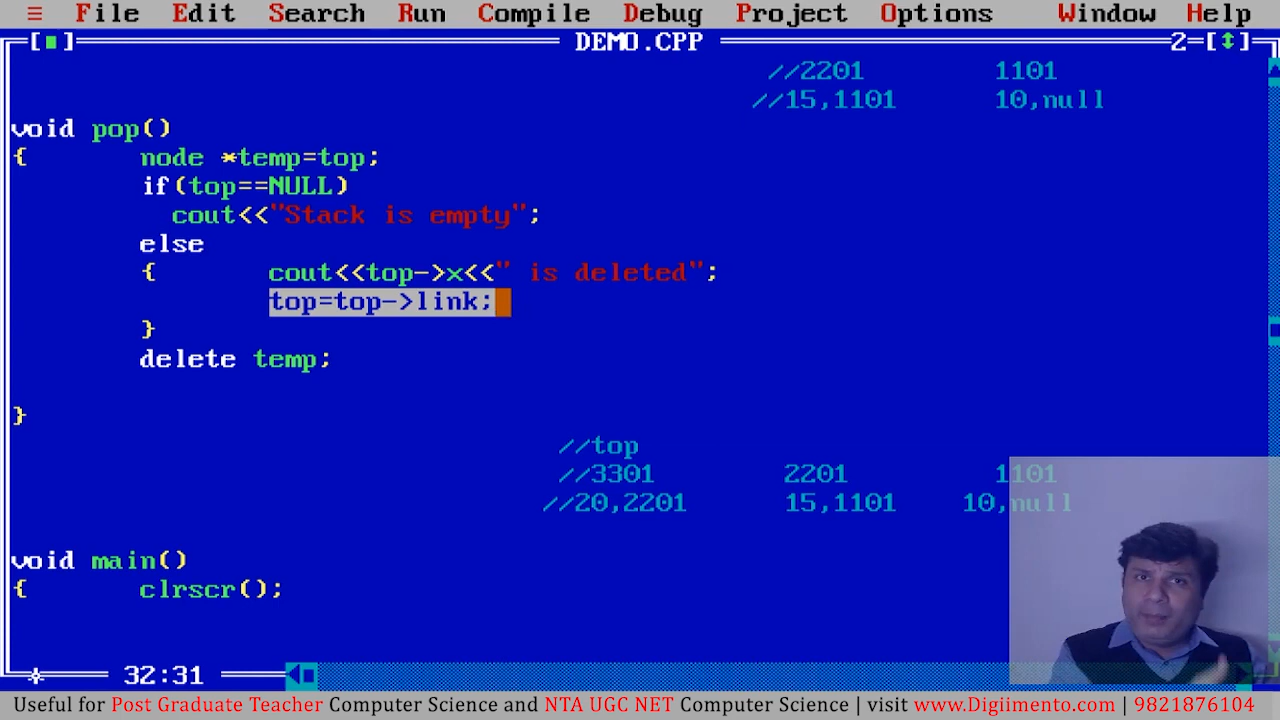 ≡ File Edit Search Run Compile Debug Project Options Window Help
[■] DEMO.CPP 2=[↕]
//2201 1101
//15,1101 10,null
void pop()
{ node *temp=top;
if(top==NULL)
cout<<"Stack is empty";
else
{ cout<<top->x<<" is deleted";
top=top->link;
}
delete temp;
}
//top
//3301 2201 1101
//20,2201 15,1101 10,null
void main()
{ clrscr();
32:31
Useful for Post Graduate Teacher Computer Science and NTA UGC NET Computer Science | visit www.Digiimento.com | 9821876104